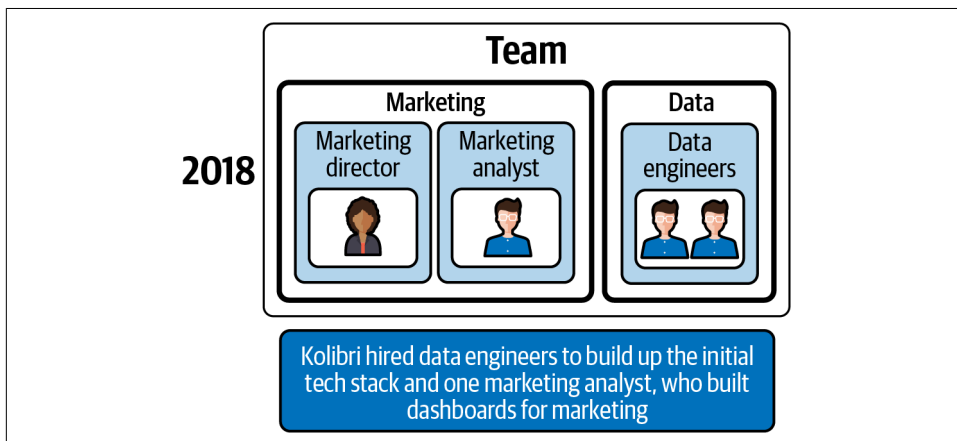 Team
Marketing
Data
Marketing
director
Marketing
analyst
Data
engineers
2018
Kolibri hired data engineers to build up the initial
tech stack and one marketing analyst, who built
dashboards for marketing